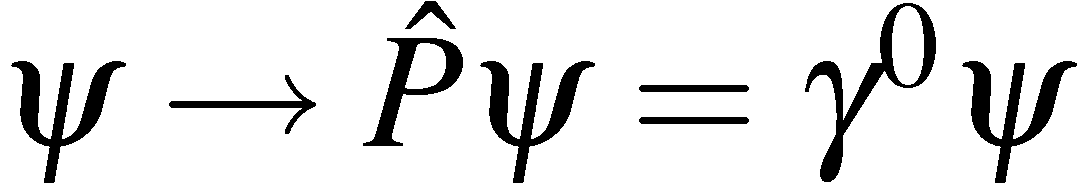 ψ → P̂ψ = γ⁰ψ